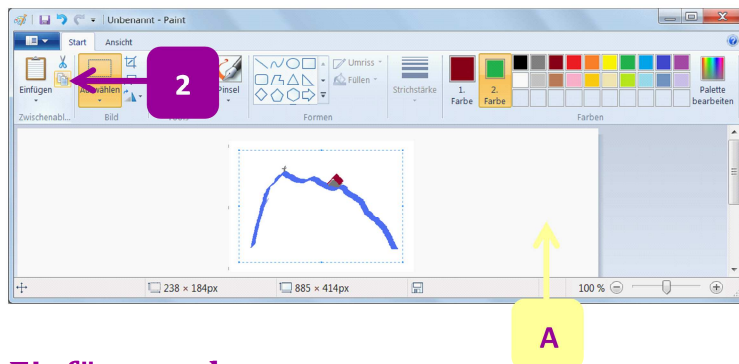 Unbenannt - Paint
Start Ansicht
Einfügen
Auswählen
Pinsel
Umriss
Füllen
Strichstärke
1.
Farbe
2.
Farbe
Palette
bearbeiten
Zwischenabl...
Bild
Formen
Farben
2
238 × 184px
885 × 414px
100 %
A